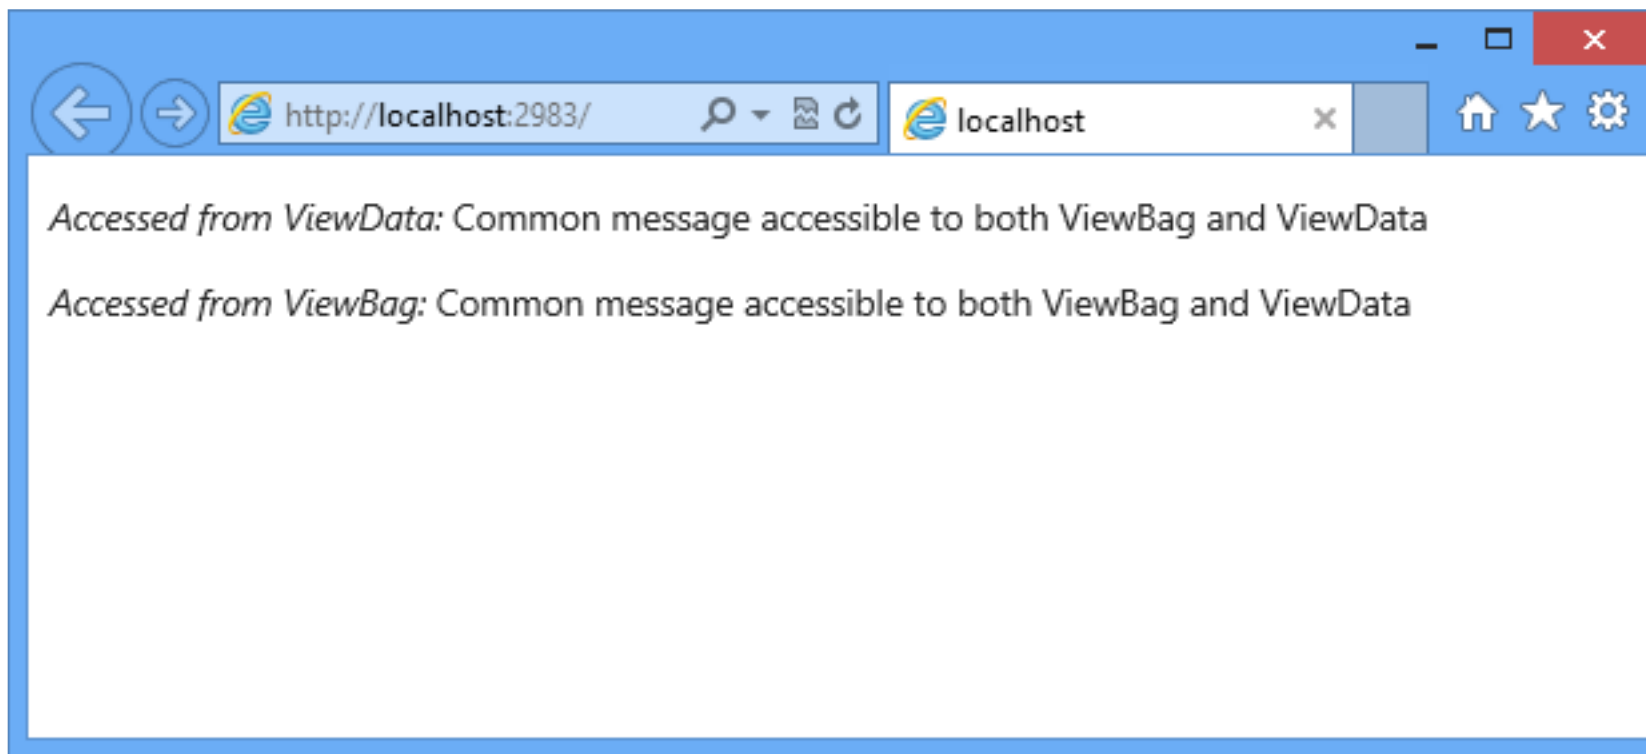 http://localhost:2983/
localhost
Accessed from ViewData: Common message accessible to both ViewBag and ViewData
Accessed from ViewBag: Common message accessible to both ViewBag and ViewData